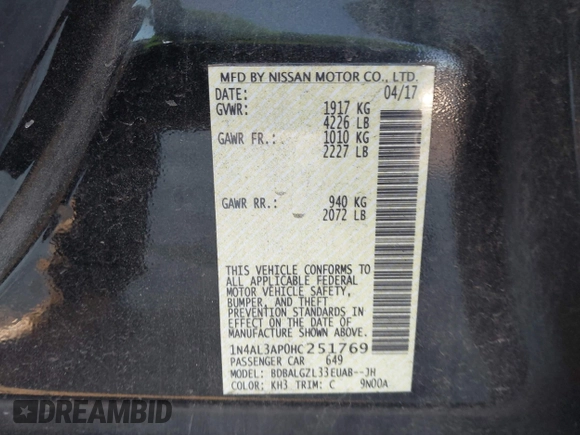 MFD BY NISSAN MOTOR CO., LTD.
DATE: 04/17
GVWR: 1917 KG
4226 LB
GAWR FR.: 1010 KG
2227 LB
GAWR RR.: 940 KG
2072 LB
THIS VEHICLE CONFORMS TO
ALL APPLICABLE FEDERAL
MOTOR VEHICLE SAFETY,
BUMPER, AND THEFT
PREVENTION STANDARDS IN
EFFECT ON THE DATE OF
MANUFACTURE SHOWN ABOVE.
1N4AL3AP0HC251769
PASSENGER CAR 649
MODEL: BDBALGZL33EUAB--JH
COLOR: KH3 TRIM: C 9N00A
DREAMBID